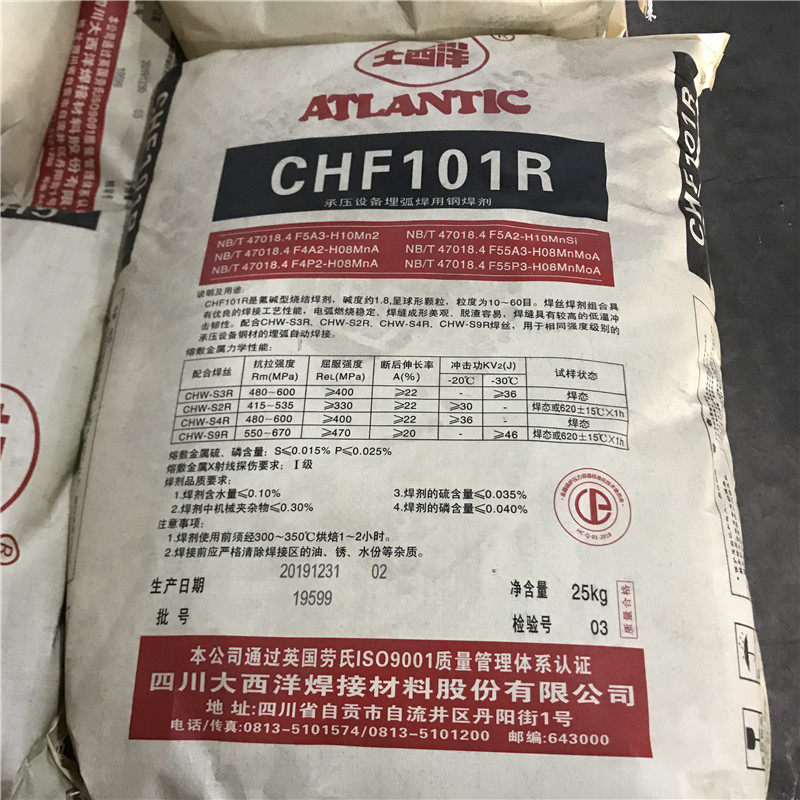 大西洋
®
ATLANTIC
CHF101R
承压设备埋弧焊用钢焊剂
NB/T 47018.4 F5A3-H10Mn2 NB/T 47018.4 F5A2-H10MnSi
NB/T 47018.4 F4A2-H08MnA NB/T 47018.4 F55A3-H08MnMoA
NB/T 47018.4 F4P2-H08MnA NB/T 47018.4 F55P3-H08MnMoA
说明及用途:
CHF101R是氟碱型烧结焊剂，碱度约1.8,呈球形颗粒，粒度为10~60目。焊丝焊剂组合具
有优良的焊接工艺性能，电弧燃烧稳定、焊缝成形美观、脱渣容易，焊缝具有较高的低温冲
击韧性。配合CHW-S3R、CHW-S2R、CHW-S4R、CHW-S9R焊丝，用于相同强度级别的
承压设备钢材的埋弧自动焊接。
熔敷金属力学性能:
配合焊丝 抗拉强度 Rm(MPa) 屈服强度 ReL(MPa) 断后伸长率 A(%) 冲击功KV2(J) 试样状态
-20℃ -30℃
CHW-S3R 480~600 ≥400 ≥22 - ≥36 焊态
CHW-S2R 415~535 ≥330 ≥22 ≥30 - 焊态或620±15℃×1h
CHW-S4R 480~600 ≥400 ≥22 ≥36 - 焊态
CHW-S9R 550~670 ≥470 ≥20 - ≥46 焊态或620±15℃×1h
熔敷金属硫、磷含量: S≤0.015% P≤0.025%
熔敷金属X射线探伤要求: Ⅰ级
焊剂品质要求:
1.焊剂含水量≤0.10% 3.焊剂的硫含量≤0.035%
2.焊剂中机械夹杂物≤0.30% 4.焊剂的磷含量≤0.040%
注意事项:
1.焊剂使用前须经300~350℃烘焙1~2小时。
2.焊接前应严格清除焊接区的油、锈、水份等杂质。
HC-Q-01-2018
生产日期 20191231 02 净含量 25kg
批号 19599 检验号 03
质量合格
本公司通过英国劳氏ISO9001质量管理体系认证
四川大西洋焊接材料股份有限公司
地 址:四川省自贡市自流井区丹阳街1号
电话/传真:0813-5101574/0813-5101200 邮编:643000
CHF101R
CHF101R
20191230 03